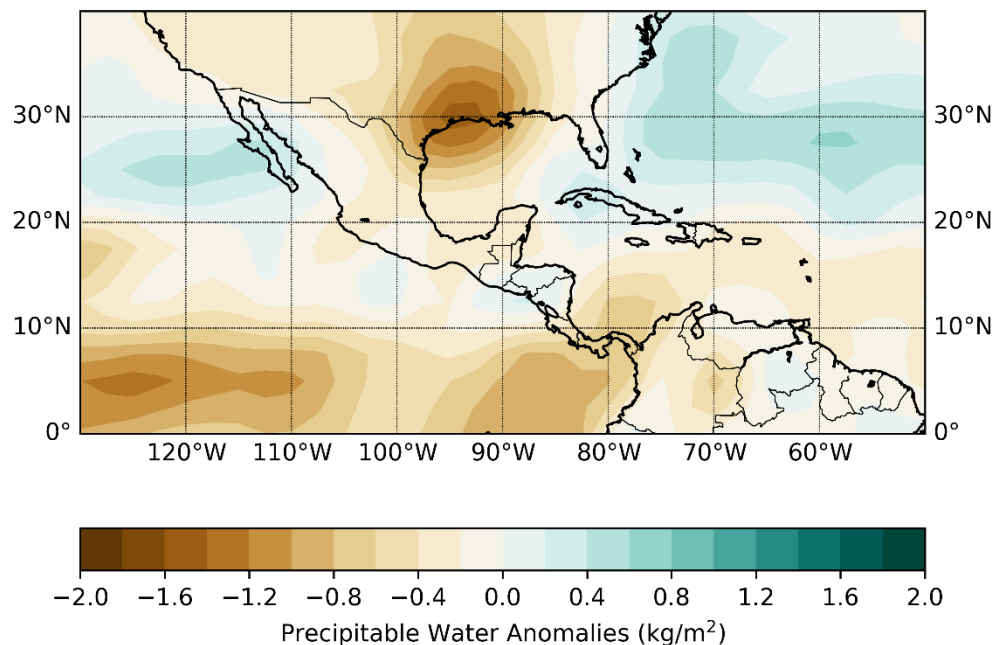 30°N 30°N
20°N 20°N
10°N 10°N
0° 0°
120°W 110°W 100°W 90°W 80°W 70°W 60°W
−2.0 −1.6 −1.2 −0.8 −0.4 0.0 0.4 0.8 1.2 1.6 2.0
Precipitable Water Anomalies (kg/m²)